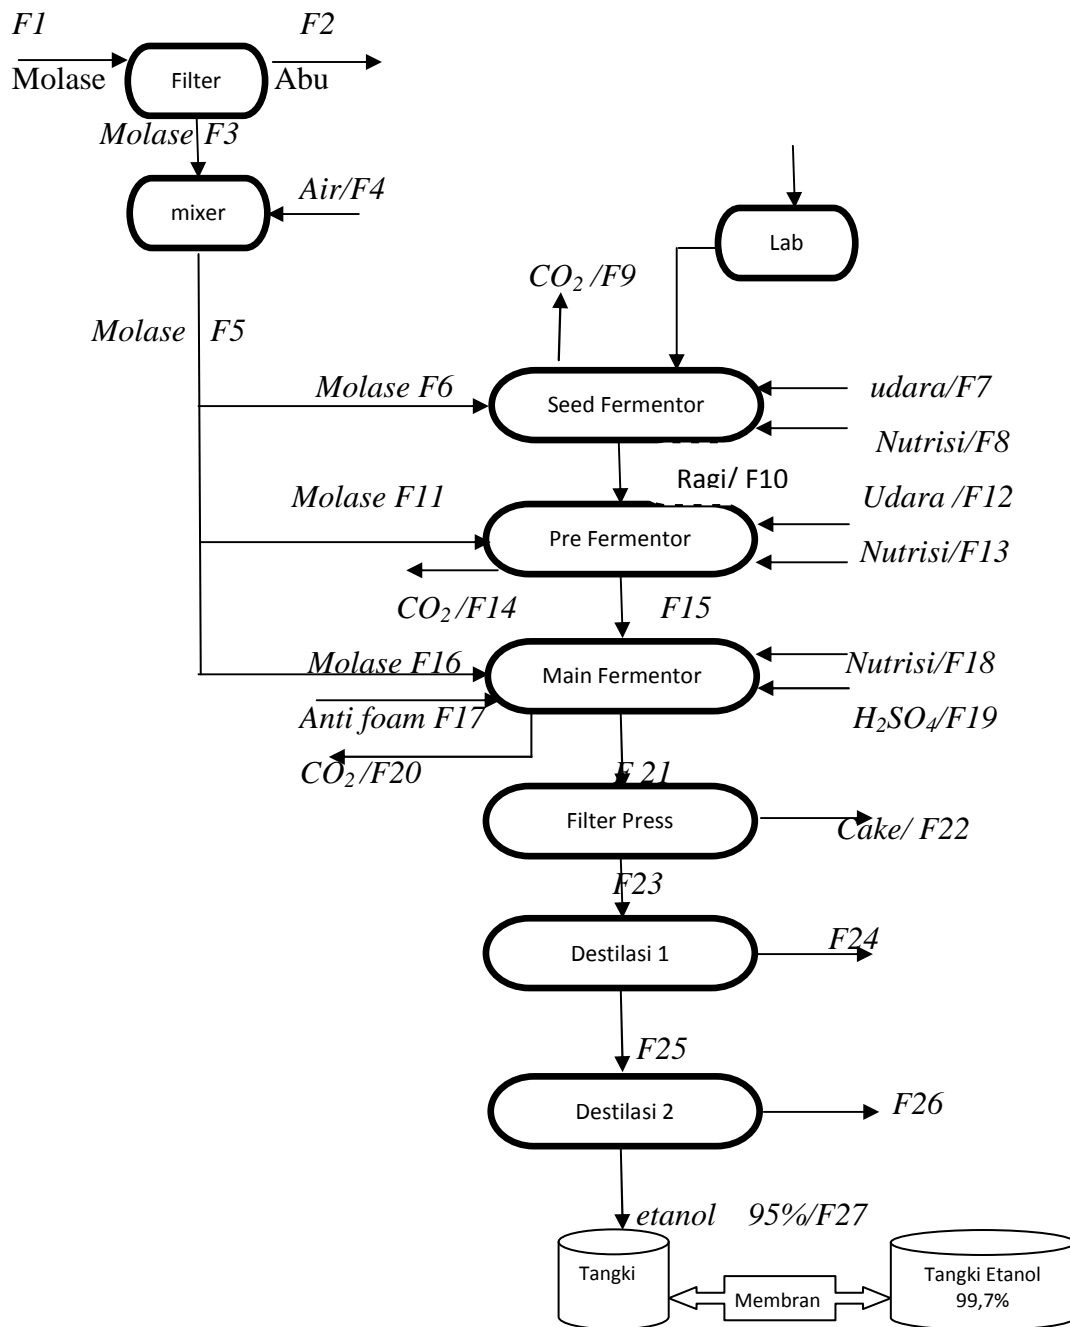 F1
F2
Molase
Filter
Abu
Molase F3
Air/F4
mixer
Lab
CO2 /F9
Molase F5
Molase F6
Seed Fermentor
udara/F7
Nutrisi/F8
Ragi/ F10
Molase F11
Udara /F12
Pre Fermentor
Nutrisi/F13
CO2 /F14
F15
Molase F16
Main Fermentor
Nutrisi/F18
Anti foam F17
H2SO4/F19
CO2 /F20
F 21
Filter Press
Cake/ F22
F23
Destilasi 1
F24
F25
Destilasi 2
F26
etanol 95%/F27
Tangki
Membran
Tangki Etanol
99,7%